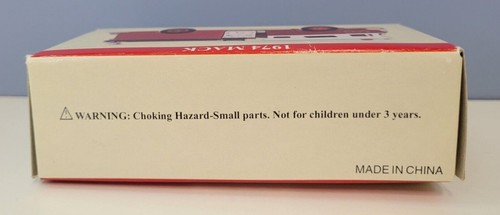 1974 MACK
⚠ WARNING: Choking Hazard-Small parts. Not for children under 3 years.
MADE IN CHINA